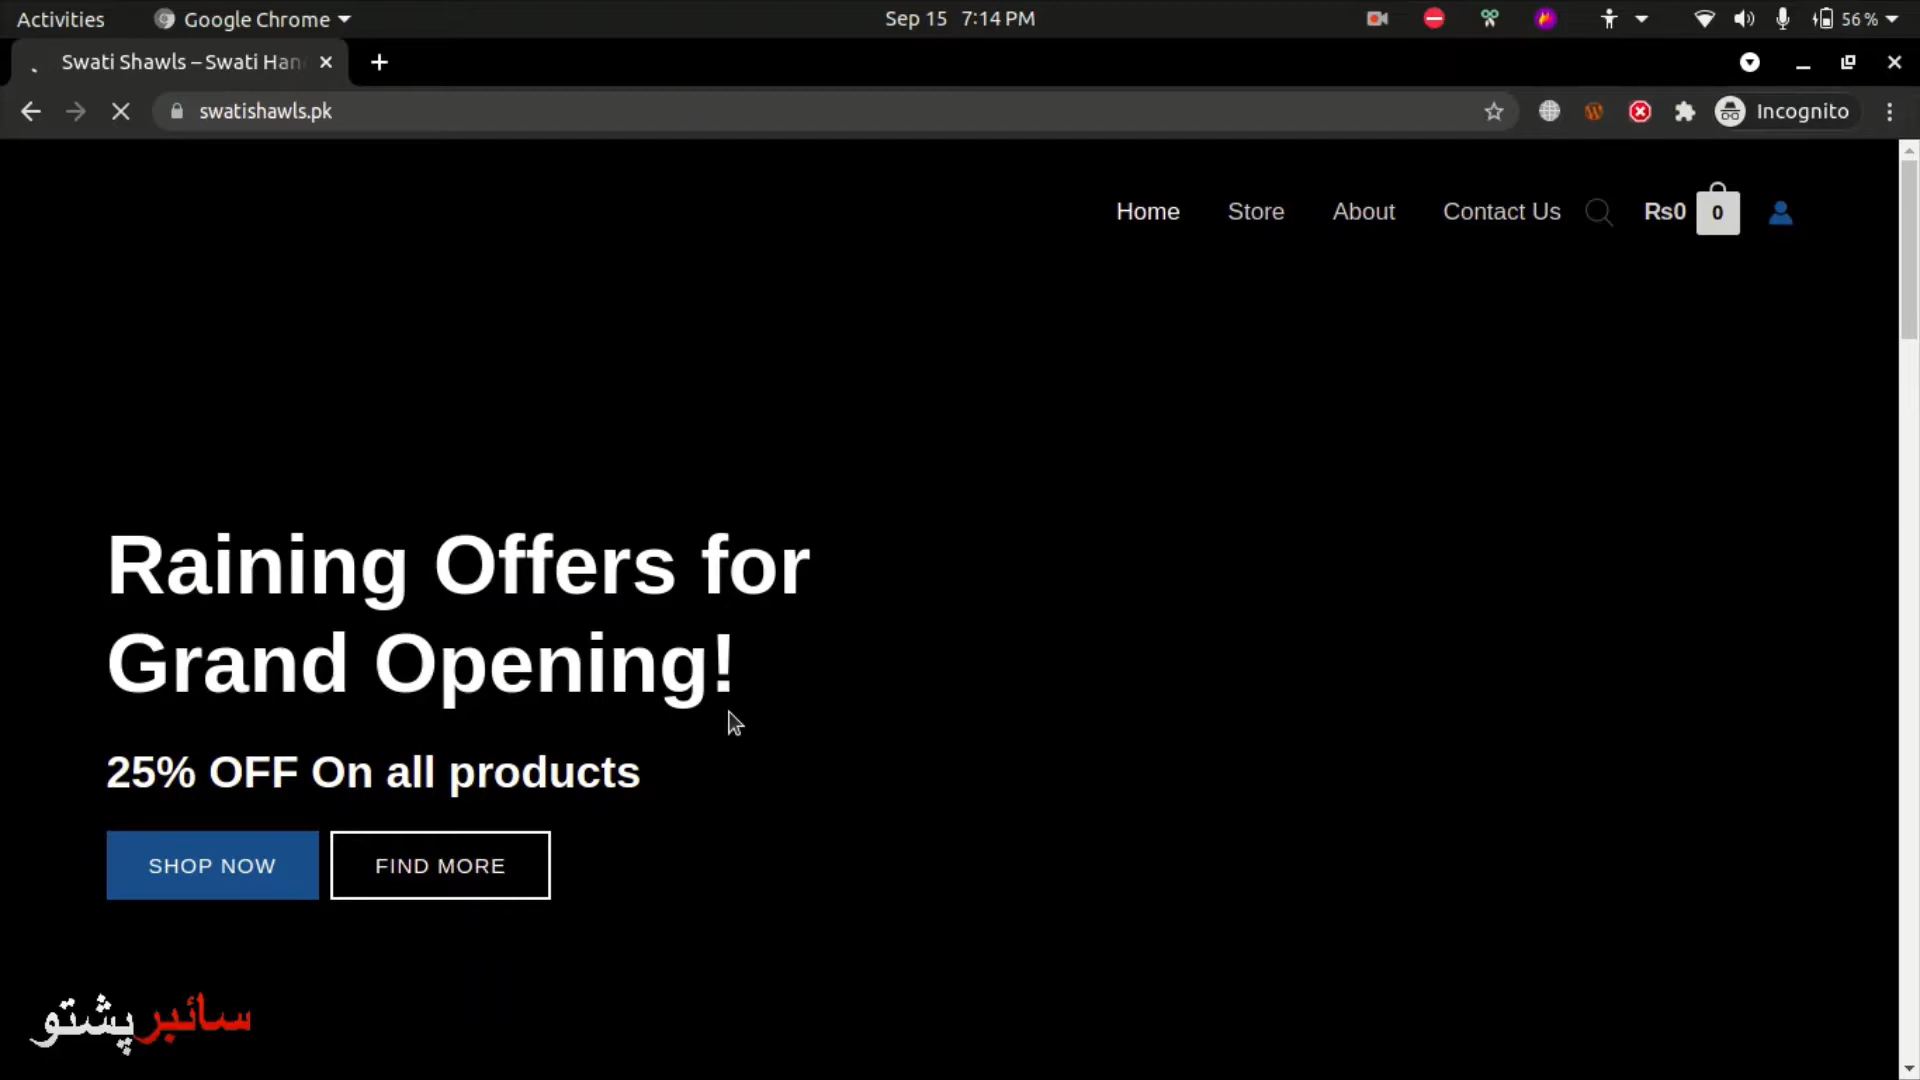 Activities Google Chrome Sep 15 7:14 PM 56 %
Swati Shawls – Swati Han
swatishawls.pk Incognito
Home Store About Contact Us ₨0 0
Raining Offers for
Grand Opening!
25% OFF On all products
SHOP NOW FIND MORE
سائبر پشتو